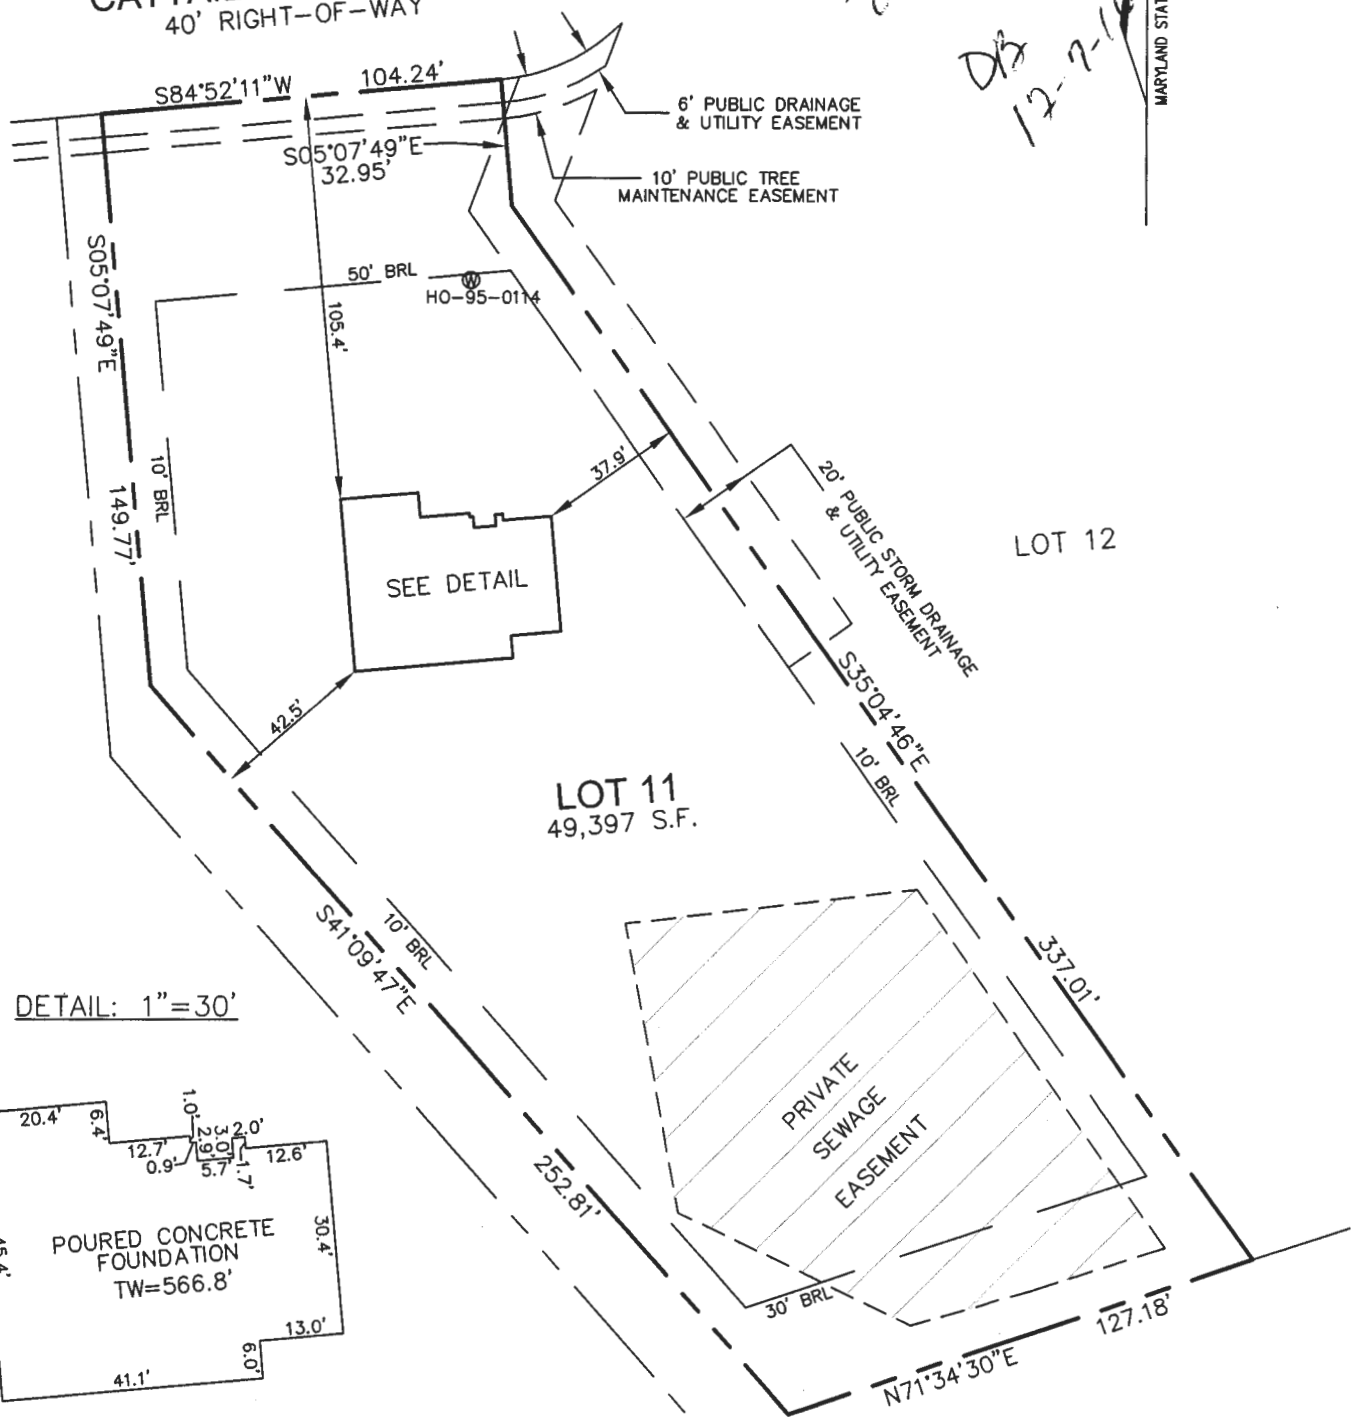 40' RIGHT-OF-WAY
S84°52'11"W 104.24'
6' PUBLIC DRAINAGE
& UTILITY EASEMENT
S05°07'49"E
32.95'
10' PUBLIC TREE
MAINTENANCE EASEMENT
MARYLAND STA
S05°07'49"E
149.77'
50' BRL
W
HO-95-0114
105.4'
10' BRL
37.9'
20' PUBLIC STORM DRAINAGE
& UTILITY EASEMENT
LOT 12
SEE DETAIL
42.5'
S35°04'46"E
337.01'
10' BRL
LOT 11
49,397 S.F.
S41°09'47"E
252.81'
10' BRL
PRIVATE
SEWAGE
EASEMENT
30' BRL
N71°34'30"E 127.18'
DETAIL: 1"=30'
20.4'
6.4'
12.7'
1.0'
0.9'
2.9'
3.0'
5.7'
2.0'
1.7'
12.6'
30.4'
POURED CONCRETE
FOUNDATION
TW=566.8'
45.4'
13.0'
6.0'
41.1'